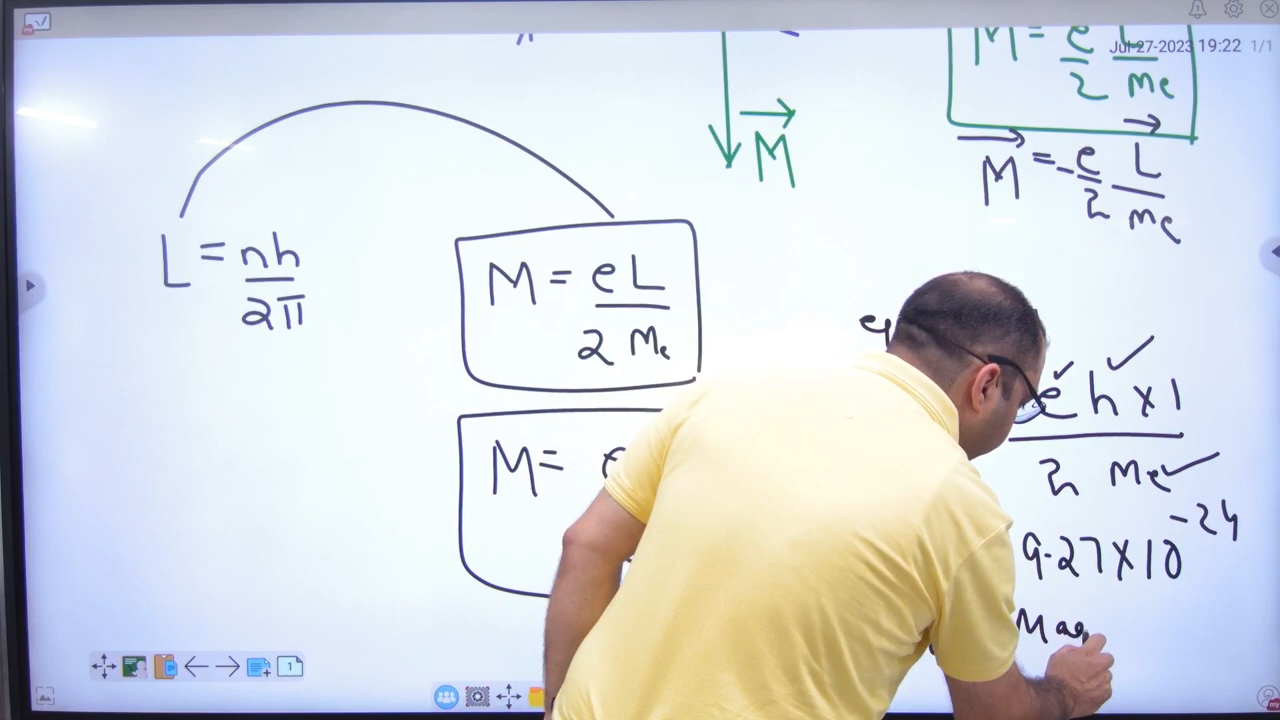 Jul-27-2023 19:22 1/1
M = e L
2 me
M
M = - e L
2 me
L = nh
2π
M = eL
2 Me
M =
e h x 1
2 Me
9.27 X 10⁻²⁴
Mag
1